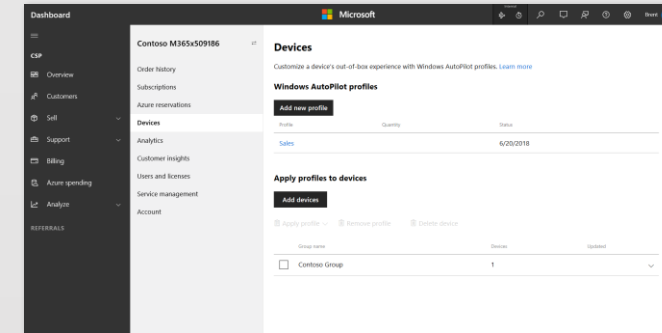 Dashboard
Microsoft
Brent
CSP
Overview
Customers
Sell
Support
Billing
Azure spending
Analyze
REFERRALS
Contoso M365x509186
Order history
Subscriptions
Azure reservations
Devices
Analytics
Customer insights
Users and licenses
Service management
Account
Devices
Customize a device's out-of-box experience with Windows AutoPilot profiles. Learn more
Windows AutoPilot profiles
Add new profile
Profile Quantity Status
Sales 6/20/2018
Apply profiles to devices
Add devices
Apply profile Remove profile Delete device
Group name Devices Updated
Contoso Group 1